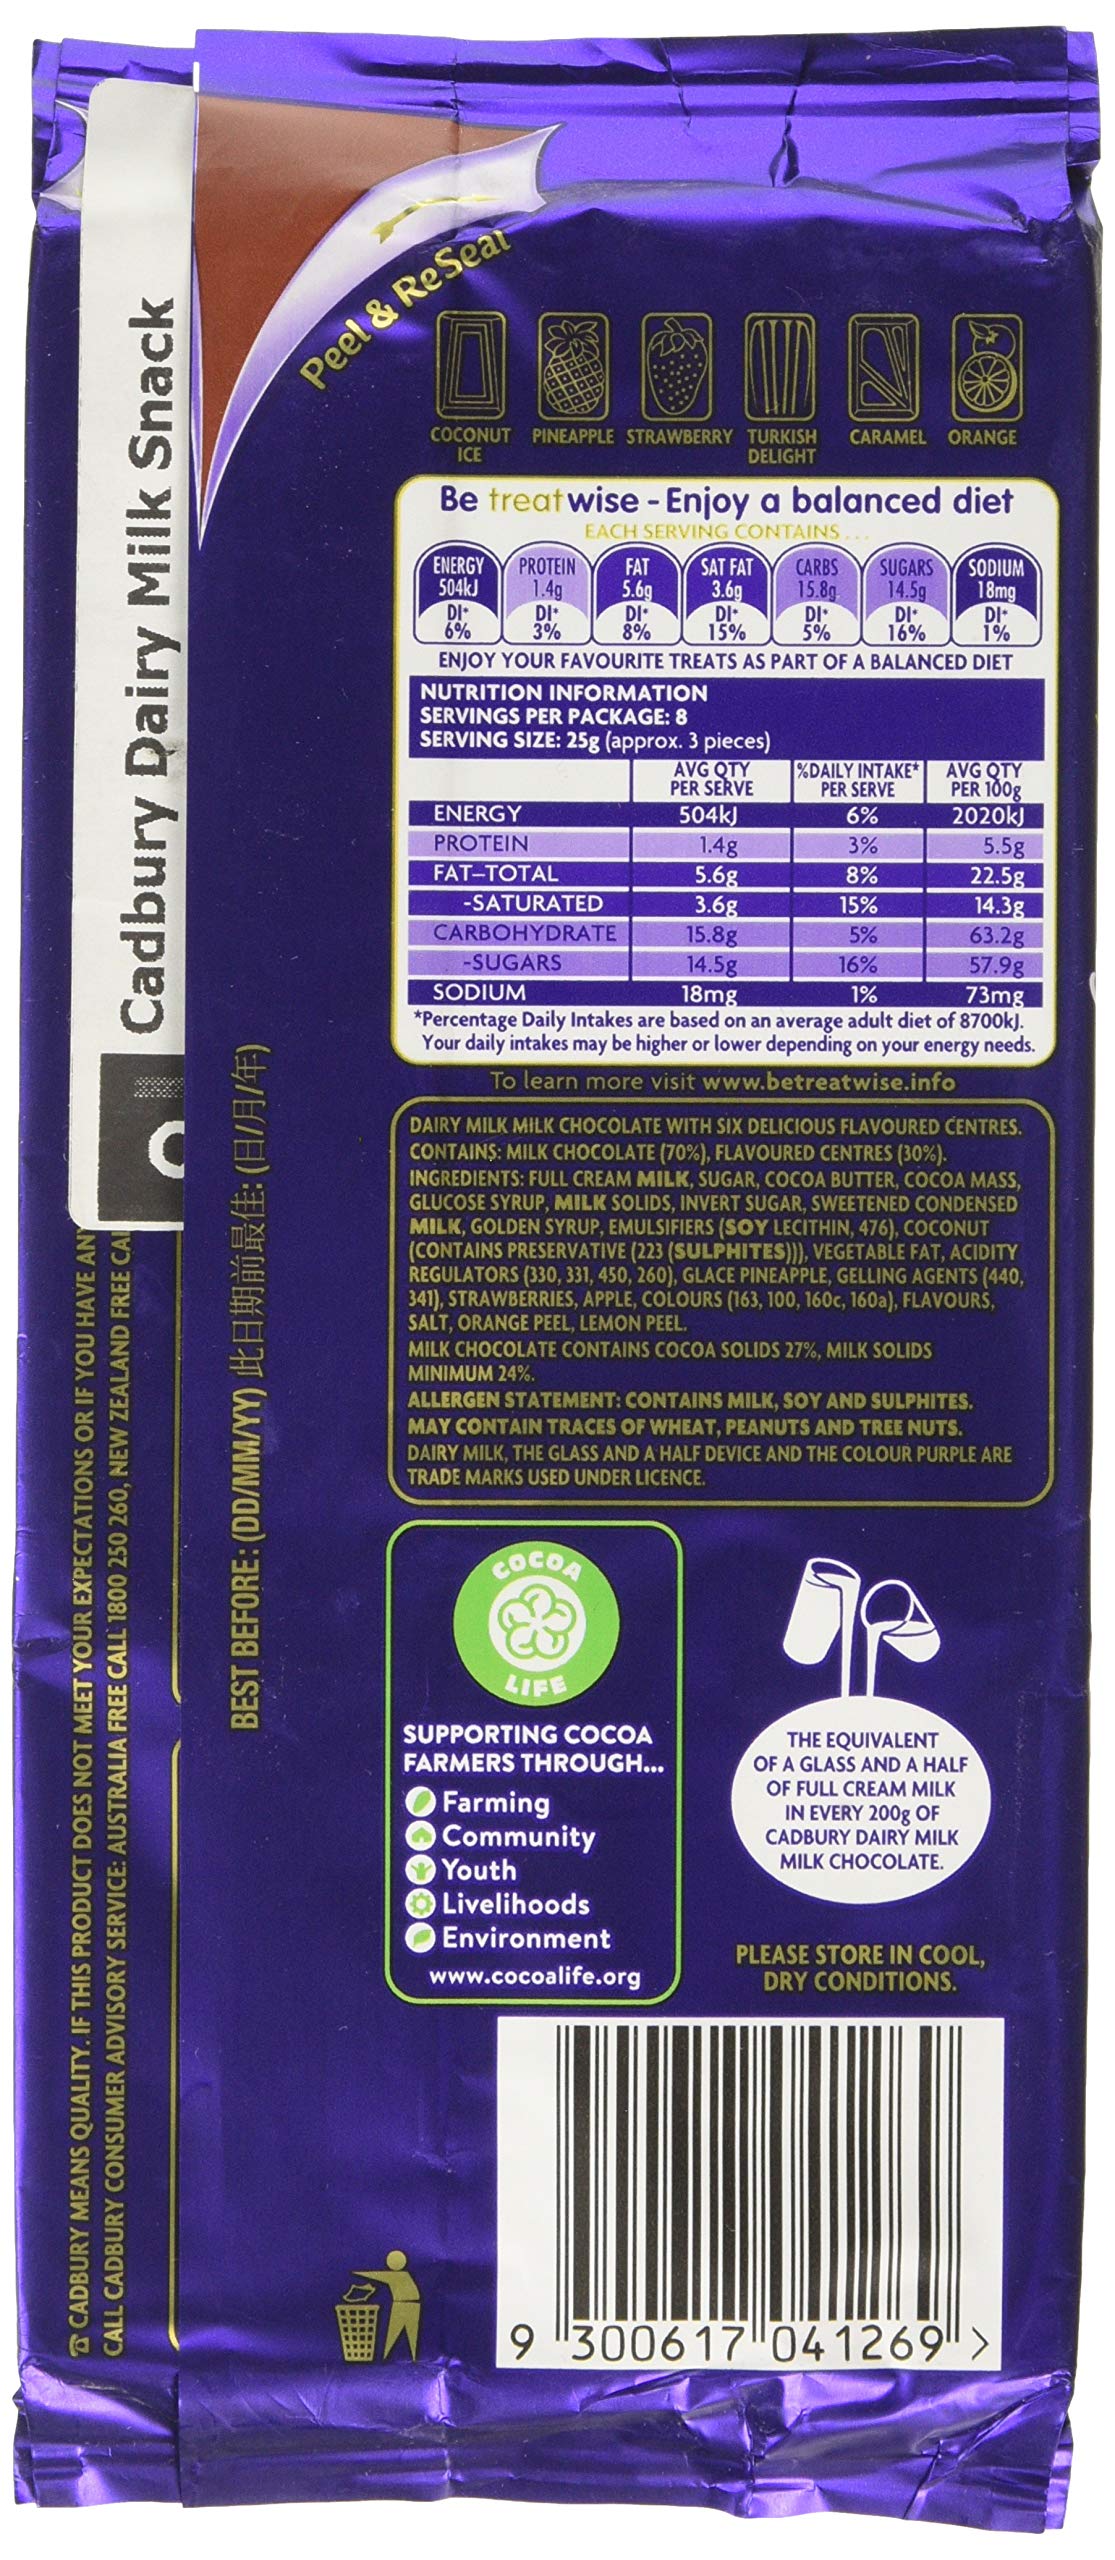 Peel & ReSeal
COCONUT ICE
PINEAPPLE
STRAWBERRY
TURKISH DELIGHT
CARAMEL
ORANGE
Be treatwise - Enjoy a balanced diet
EACH SERVING CONTAINS...
ENERGY 504kJ DI* 6%
PROTEIN 1.4g DI* 3%
FAT 5.6g DI* 8%
SAT FAT 3.6g DI* 15%
CARBS 15.8g DI* 5%
SUGARS 14.5g DI* 16%
SODIUM 18mg DI* 1%
ENJOY YOUR FAVOURITE TREATS AS PART OF A BALANCED DIET
NUTRITION INFORMATION
SERVINGS PER PACKAGE: 8
SERVING SIZE: 25g (approx. 3 pieces)
AVG QTY PER SERVE %DAILY INTAKE* PER SERVE AVG QTY PER 100g
ENERGY 504kJ 6% 2020kJ
PROTEIN 1.4g 3% 5.5g
FAT–TOTAL 5.6g 8% 22.5g
-SATURATED 3.6g 15% 14.3g
CARBOHYDRATE 15.8g 5% 63.2g
-SUGARS 14.5g 16% 57.9g
SODIUM 18mg 1% 73mg
*Percentage Daily Intakes are based on an average adult diet of 8700kJ.
Your daily intakes may be higher or lower depending on your energy needs.
To learn more visit www.betreatwise.info
DAIRY MILK MILK CHOCOLATE WITH SIX DELICIOUS FLAVOURED CENTRES.
CONTAINS: MILK CHOCOLATE (70%), FLAVOURED CENTRES (30%).
INGREDIENTS: FULL CREAM MILK, SUGAR, COCOA BUTTER, COCOA MASS,
GLUCOSE SYRUP, MILK SOLIDS, INVERT SUGAR, SWEETENED CONDENSED
MILK, GOLDEN SYRUP, EMULSIFIERS (SOY LECITHIN, 476), COCONUT
(CONTAINS PRESERVATIVE (223 (SULPHITES))), VEGETABLE FAT, ACIDITY
REGULATORS (330, 331, 450, 260), GLACE PINEAPPLE, GELLING AGENTS (440,
341), STRAWBERRIES, APPLE, COLOURS (163, 100, 160c, 160a), FLAVOURS,
SALT, ORANGE PEEL, LEMON PEEL.
MILK CHOCOLATE CONTAINS COCOA SOLIDS 27%, MILK SOLIDS
MINIMUM 24%.
ALLERGEN STATEMENT: CONTAINS MILK, SOY AND SULPHITES.
MAY CONTAIN TRACES OF WHEAT, PEANUTS AND TREE NUTS.
DAIRY MILK, THE GLASS AND A HALF DEVICE AND THE COLOUR PURPLE ARE
TRADE MARKS USED UNDER LICENCE.
COCOA
LIFE
SUPPORTING COCOA
FARMERS THROUGH...
Farming
Community
Youth
Livelihoods
Environment
www.cocoalife.org
THE EQUIVALENT
OF A GLASS AND A HALF
OF FULL CREAM MILK
IN EVERY 200g OF
CADBURY DAIRY MILK
MILK CHOCOLATE.
PLEASE STORE IN COOL,
DRY CONDITIONS.
9 300617 041269 >
Cadbury Dairy Milk Snack
BEST BEFORE: (DD/MM/YY) 此日期前最佳: (日/月/年)
CADBURY MEANS QUALITY. IF THIS PRODUCT DOES NOT MEET YOUR EXPECTATIONS OR IF YOU HAVE
CALL CADBURY CONSUMER ADVISORY SERVICE: AUSTRALIA FREE CALL 1800 250 260, NEW ZEALAND FREE